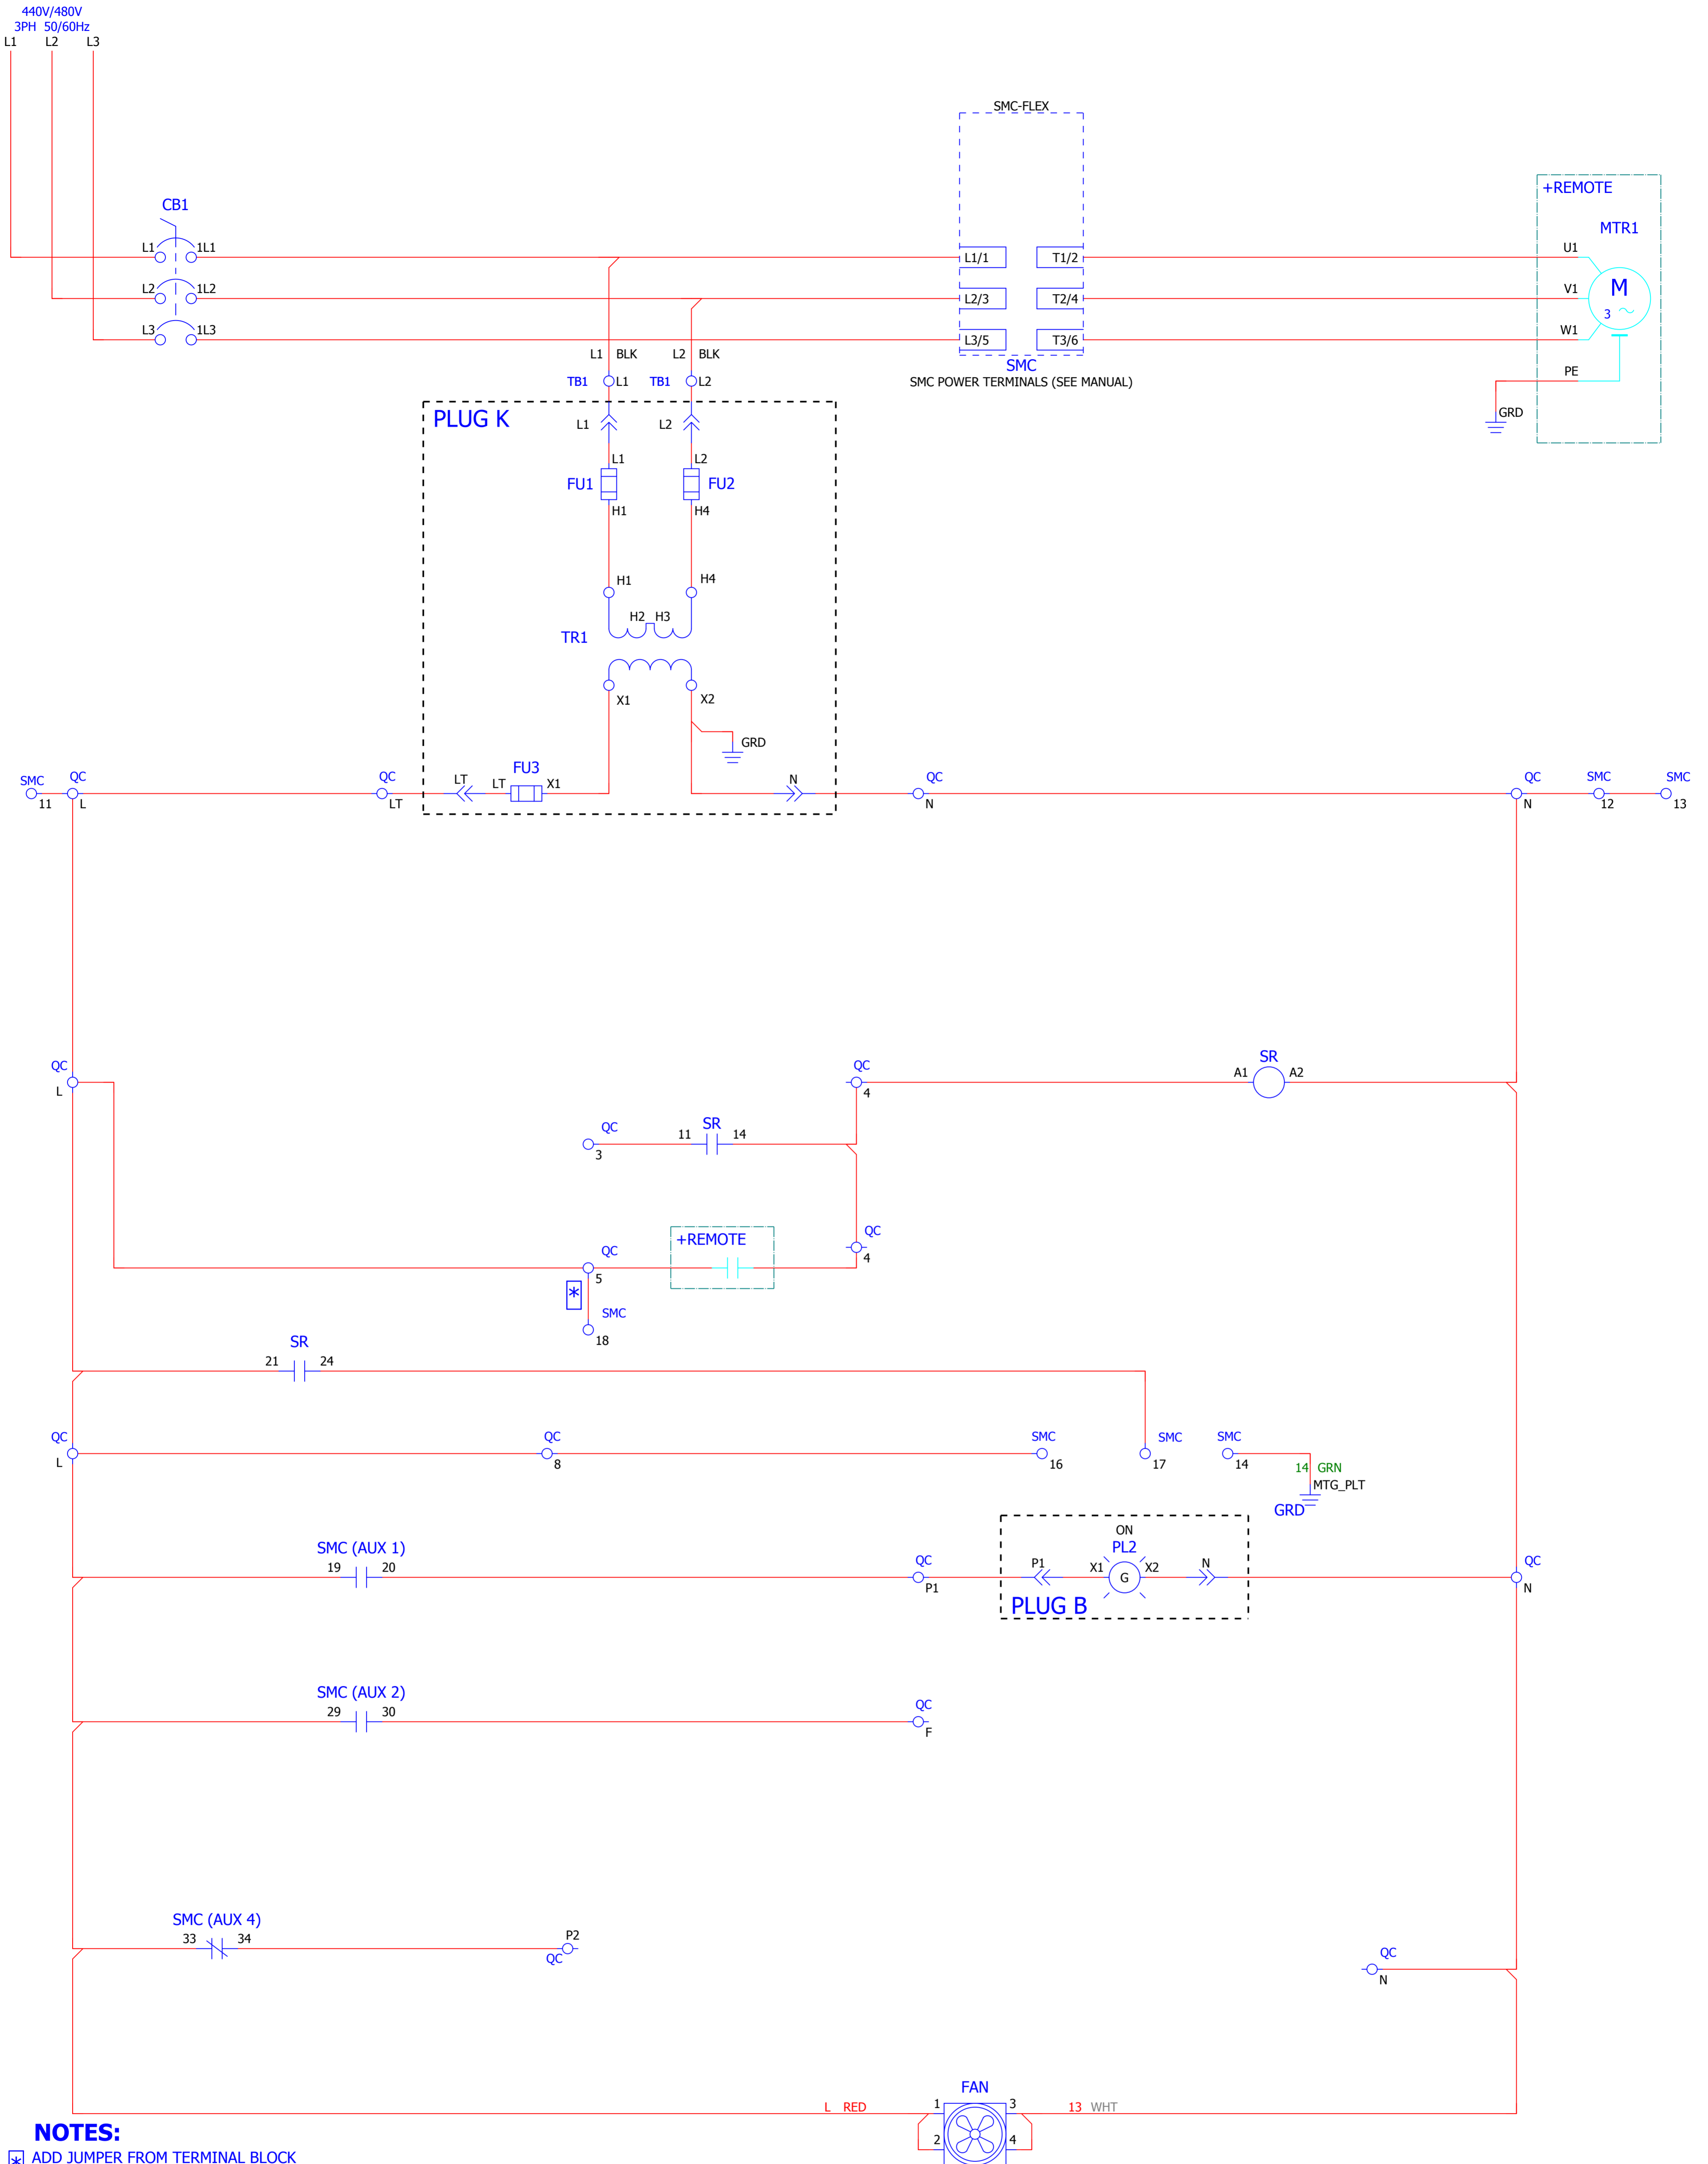 440V/480V
3PH 50/60Hz
L1 L2 L3
SMC-FLEX
+REMOTE
CB1
MTR1
L1 1L1 L1/1 T1/2 U1
L2 1L2 L2/3 T2/4 V1
M
3
L3 1L3 L3/5 T3/6 W1
L1 BLK L2 BLK
SMC
SMC POWER TERMINALS (SEE MANUAL)
PE
TB1 L1 TB1 L2
GRD
PLUG K
L1 L2
L1 L2
FU1 FU2
H1 H4
H1 H4
H2 H3
TR1
X1 X2
GRD
FU3
SMC QC QC LT LT X1 N QC QC SMC SMC
11 L LT N N 12 13
QC QC SR
L 4 A1 A2
QC SR
3 11 14
QC
4
QC
5
+REMOTE
*
SMC
18
SR
21 24
QC QC SMC SMC SMC
L 8 16 17 14
14 GRN
MTG_PLT
GRD
ON
PL2
SMC (AUX 1)
19 20 QC P1 P1 X1 G X2 N QC N
PLUG B
SMC (AUX 2)
29 30 QC
F
SMC (AUX 4)
33 34 P2
QC
QC
N
FAN
L RED 1 3 13 WHT
2 4
NOTES:
* ADD JUMPER FROM TERMINAL BLOCK